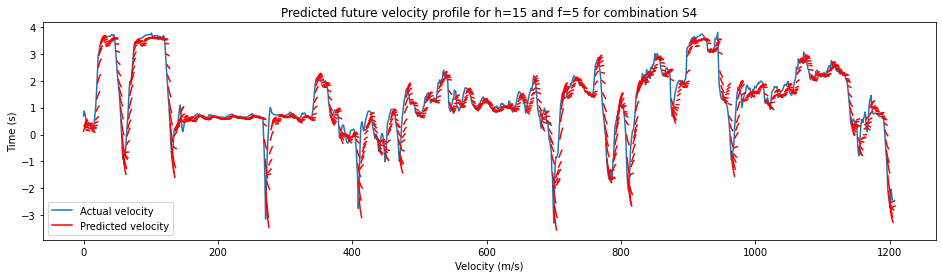 Predicted future velocity profile for h=15 and f=5 for combination S4
4
3
2
1
0
−1
−2
−3
Time (s)
Actual velocity
Predicted velocity
0 200 400 600 800 1000 1200
Velocity (m/s)